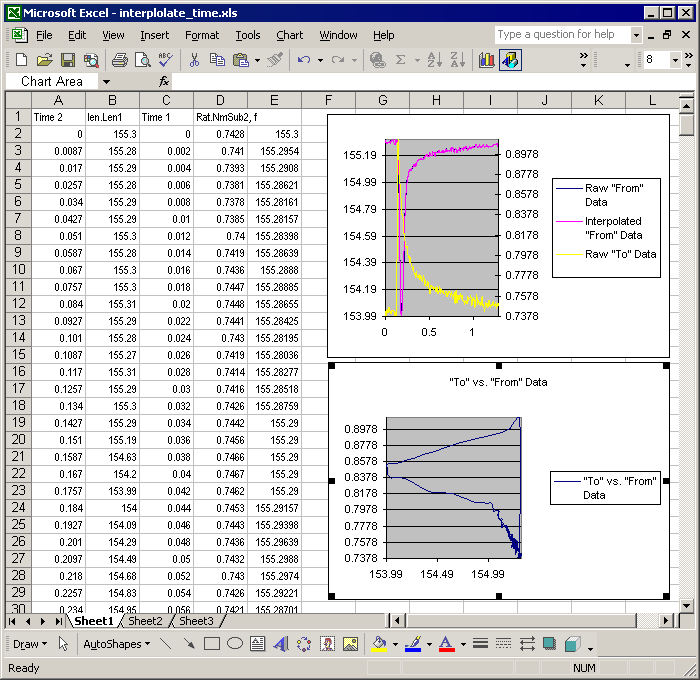 Microsoft Excel - interplolate_time.xls
File Edit View Insert Format Tools Chart Window Help Type a question for help
8
Chart Area fx
A B C D E F G H I J K L
1 Time 2 len.Len1 Time 1 Rat.NmSub2, f
2 0 155.3 0 0.7428 155.3
3 0.0087 155.28 0.002 0.741 155.2954
4 0.017 155.29 0.004 0.7393 155.2908
5 0.0257 155.28 0.006 0.7381 155.28621
6 0.034 155.29 0.008 0.7378 155.28161
7 0.0427 155.29 0.01 0.7385 155.28157
8 0.051 155.3 0.012 0.74 155.28398
9 0.0587 155.28 0.014 0.7419 155.28639
10 0.067 155.3 0.016 0.7436 155.2888
11 0.0757 155.3 0.018 0.7447 155.28885
12 0.084 155.31 0.02 0.7448 155.28655
13 0.0927 155.29 0.022 0.7441 155.28425
14 0.101 155.28 0.024 0.743 155.28195
15 0.1087 155.27 0.026 0.7419 155.28036
16 0.117 155.31 0.028 0.7414 155.28277
17 0.1257 155.29 0.03 0.7416 155.28518
18 0.134 155.3 0.032 0.7426 155.28759
19 0.1427 155.29 0.034 0.7442 155.29
20 0.151 155.19 0.036 0.7456 155.29
21 0.1587 154.63 0.038 0.7466 155.29
22 0.167 154.2 0.04 0.7467 155.29
23 0.1757 153.99 0.042 0.7462 155.29
24 0.184 154 0.044 0.7453 155.29157
25 0.1927 154.09 0.046 0.7443 155.29398
26 0.201 154.29 0.048 0.7436 155.29639
27 0.2097 154.49 0.05 0.7432 155.2988
28 0.218 154.68 0.052 0.743 155.2974
29 0.2257 154.83 0.054 0.7426 155.29221
30 0.234 154.95 0.056 0.7421 155.28701
155.19
154.99
154.79
154.59
154.39
154.19
153.99
0.8978
0.8778
0.8578
0.8378
0.8178
0.7978
0.7778
0.7578
0.7378
0 0.5 1
Raw "From"
Data
Interpolated
"From" Data
Raw "To" Data
"To" vs. "From" Data
0.8978
0.8778
0.8578
0.8378
0.8178
0.7978
0.7778
0.7578
0.7378
153.99 154.49 154.99
"To" vs. "From"
Data
Sheet1 Sheet2 Sheet3
Draw AutoShapes
Ready NUM